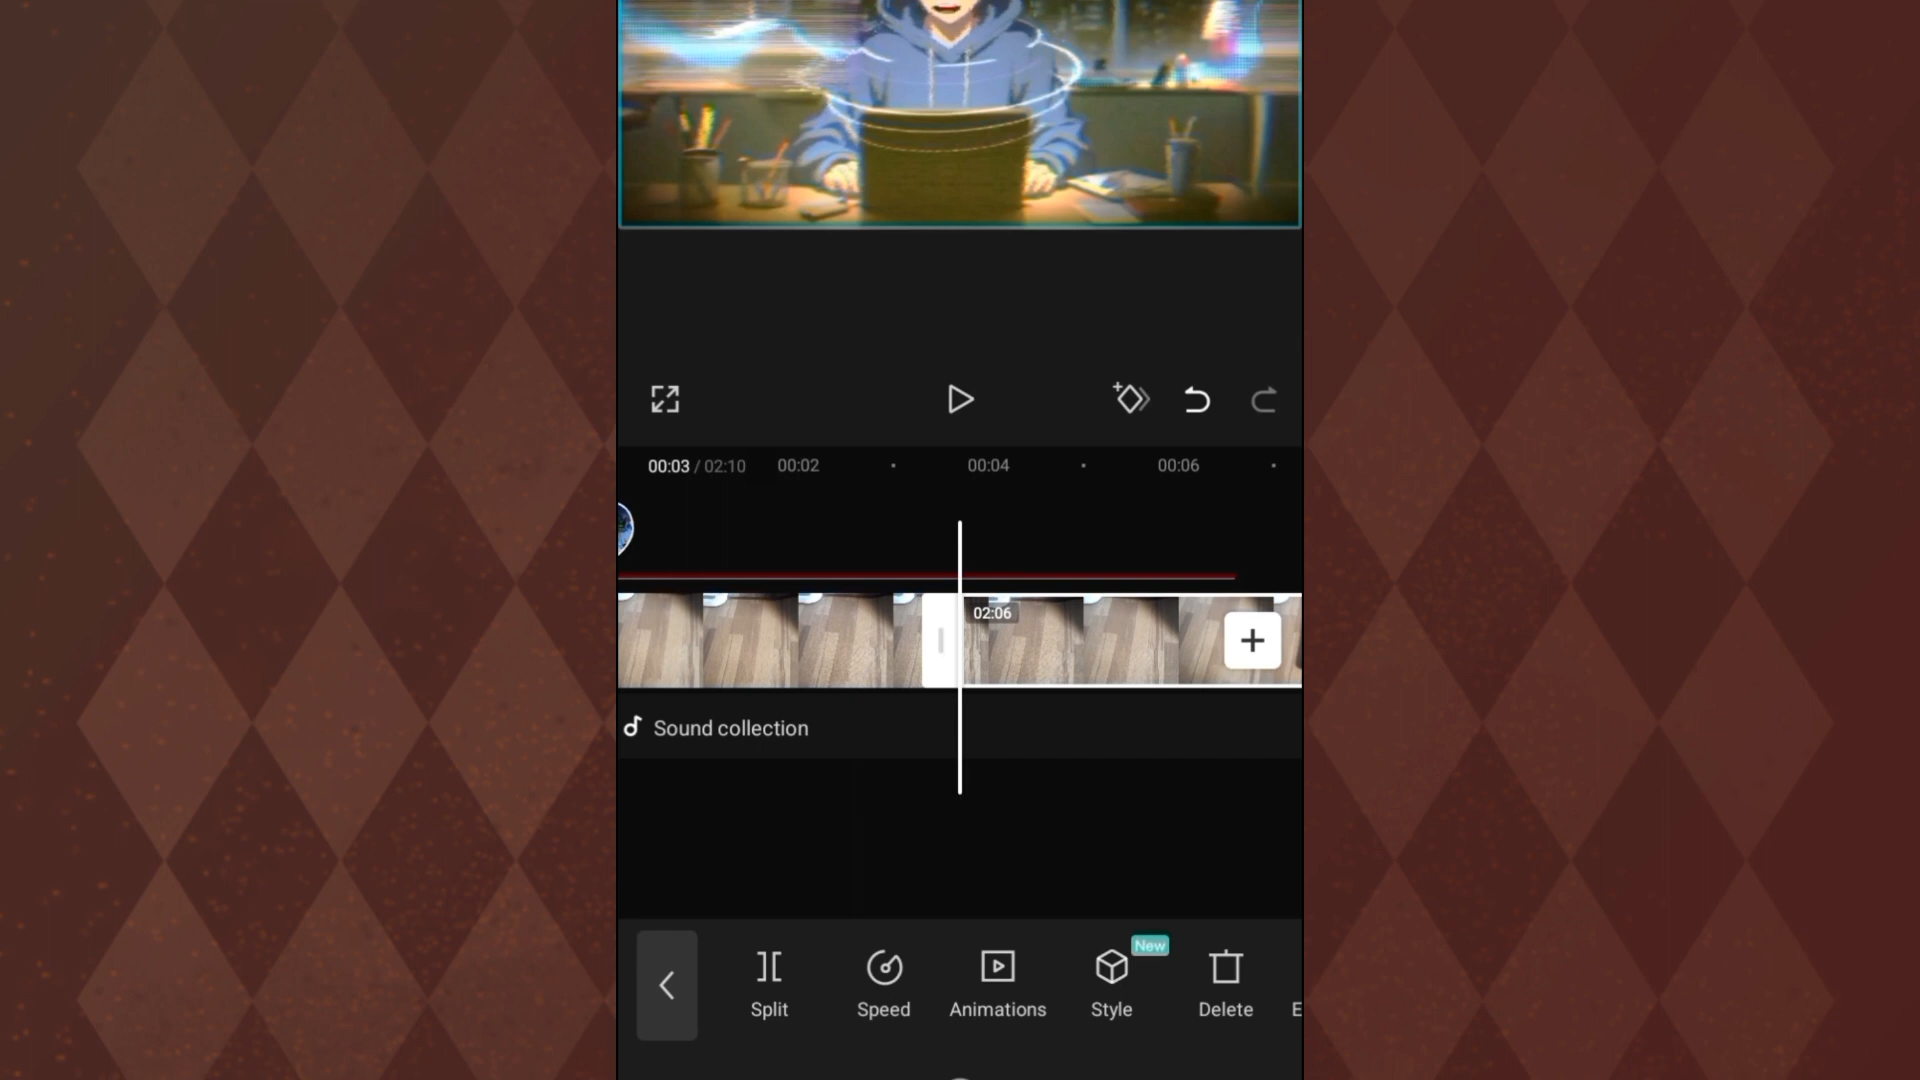 00:03 / 02:10 00:02 00:04 00:06
02:06
Sound collection
New
Split Speed Animations Style Delete E